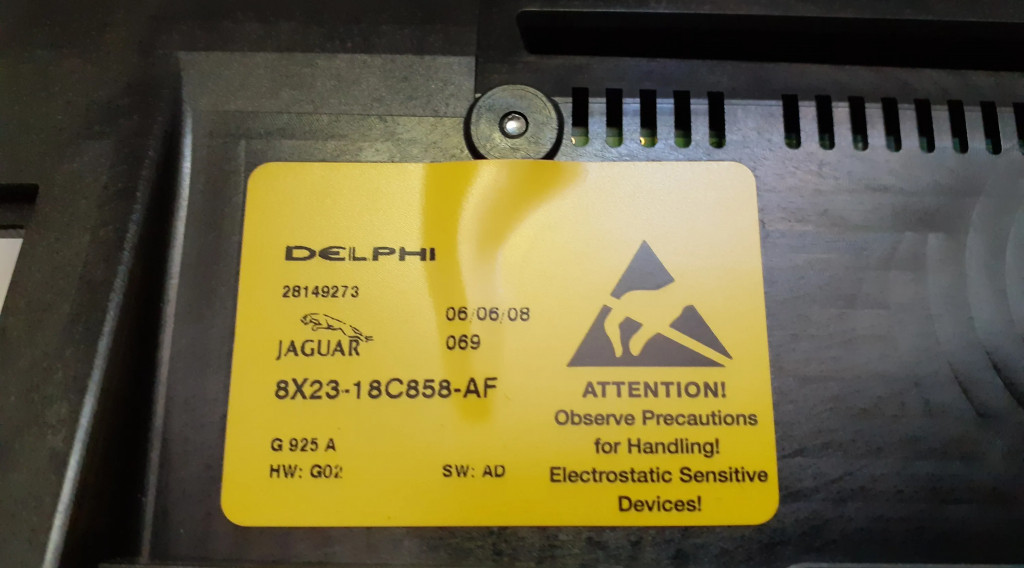 DELPHI
28149273
06/06/08
JAGUAR
069
8X23-18C858-AF
G 925 A
HW: G02
SW: AD
ATTENTION!
Observe Precautions
for Handling!
Electrostatic Sensitive
Devices!